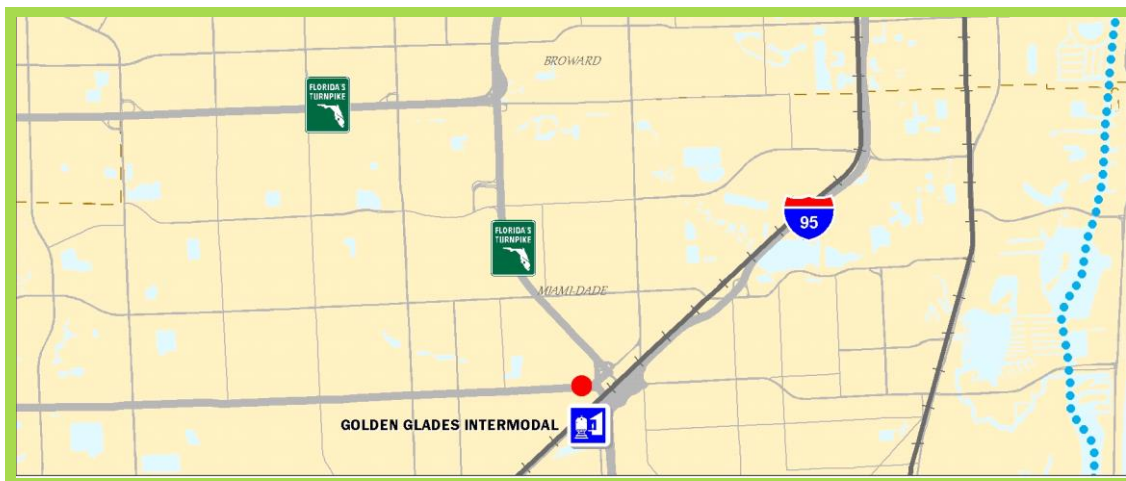 BROWARD
FLORIDA'S
TURNPIKE
95
FLORIDA'S
TURNPIKE
MIAMI-DADE
GOLDEN GLADES INTERMODAL